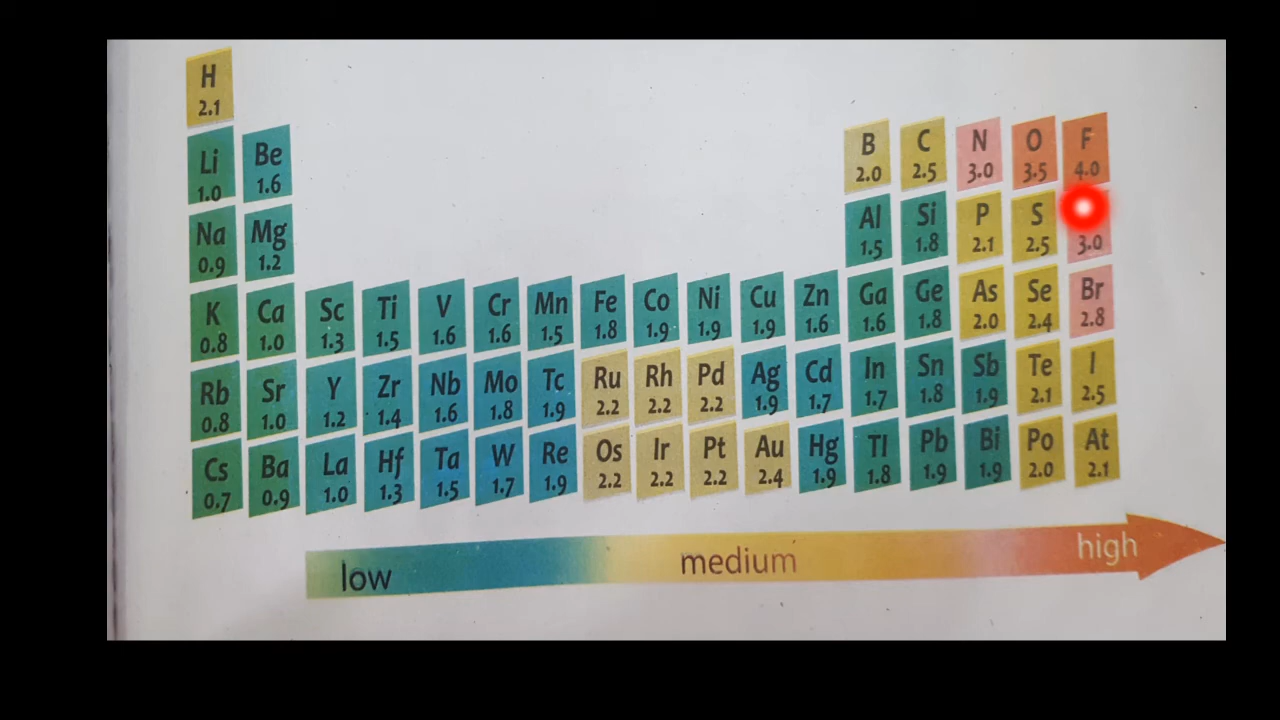 H
2.1
Li Be B C N O F
1.0 1.6 2.0 2.5 3.0 3.5 4.0
Na Mg Al Si P S
0.9 1.2 1.5 1.8 2.1 2.5 3.0
K Ca Sc Ti V Cr Mn Fe Co Ni Cu Zn Ga Ge As Se Br
0.8 1.0 1.3 1.5 1.6 1.6 1.5 1.8 1.9 1.9 1.9 1.6 1.6 1.8 2.0 2.4 2.8
Rb Sr Y Zr Nb Mo Tc Ru Rh Pd Ag Cd In Sn Sb Te I
0.8 1.0 1.2 1.4 1.6 1.8 1.9 2.2 2.2 2.2 1.9 1.7 1.7 1.8 1.9 2.1 2.5
Cs Ba La Hf Ta W Re Os Ir Pt Au Hg Tl Pb Bi Po At
0.7 0.9 1.0 1.3 1.5 1.7 1.9 2.2 2.2 2.2 2.4 1.9 1.8 1.9 1.9 2.0 2.1
low medium high